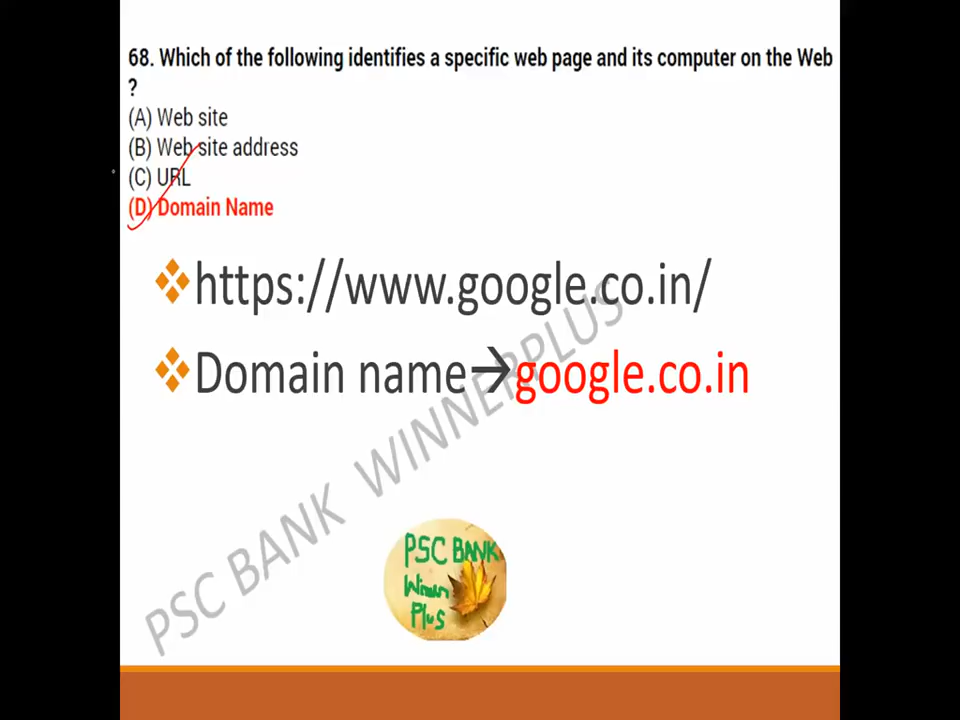 68. Which of the following identifies a specific web page and its computer on the Web
?
(A) Web site
(B) Web site address
(C) URL
(D) Domain Name
https://www.google.co.in/
Domain name→google.co.in
PSC BANK WINNERPLUS
PSC BANK
Winner
Plus